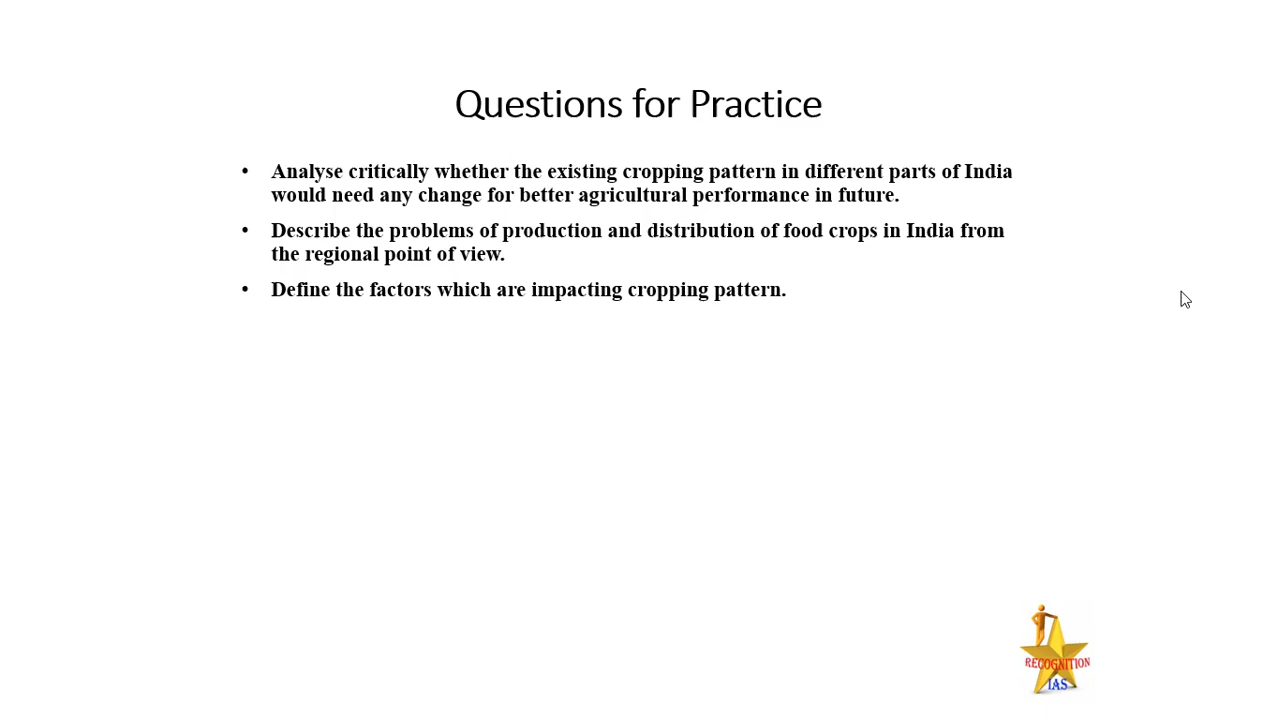 Questions for Practice
• Analyse critically whether the existing cropping pattern in different parts of India
would need any change for better agricultural performance in future.
• Describe the problems of production and distribution of food crops in India from
the regional point of view.
• Define the factors which are impacting cropping pattern.
RECOGNITION
IAS